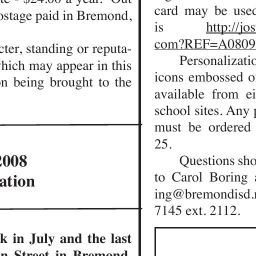 $24.00 a year. Out
ostage paid in Bremond,
cter, standing or reputa-
which may appear in this
on being brought to the
2008
ation
k in July and the last
n Street in Bremond.
card may be used
is http://jos
com?REF=A0809
Personalizatio
icons embossed o
available from ei
school sites. Any p
must be ordered
25.
Questions sho
to Carol Boring a
ing@bremondisd.n
7145 ext. 2112.